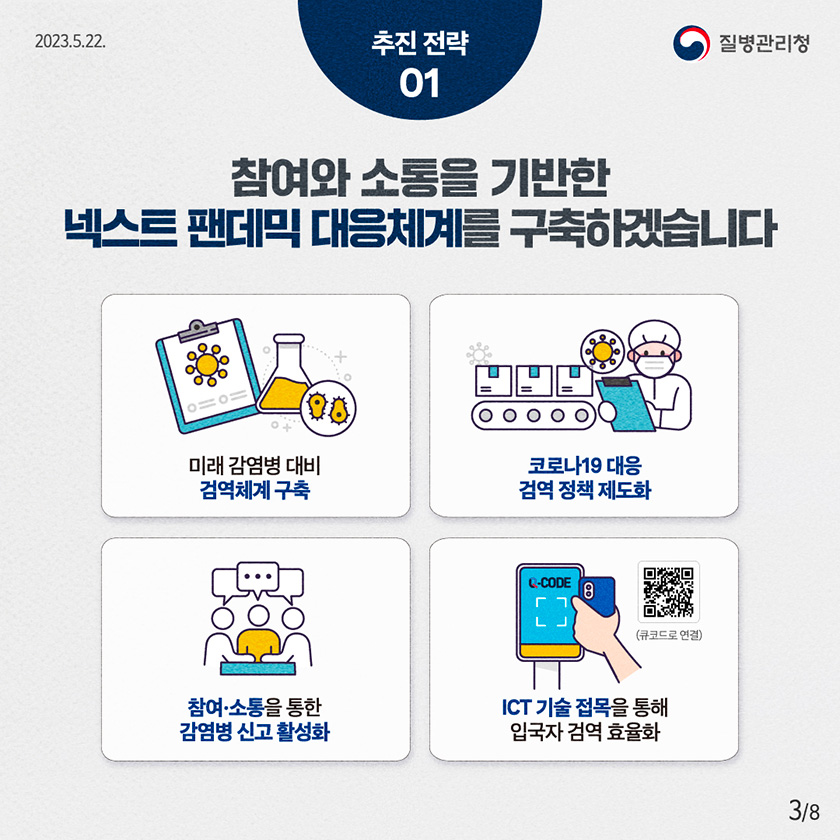 2023.5.22.
추진 전략
01
질병관리청
참여와 소통을 기반한
넥스트 팬데믹 대응체계를 구축하겠습니다
미래 감염병 대비
검역체계 구축
코로나19 대응
검역 정책 제도화
참여·소통을 통한
감염병 신고 활성화
Q-CODE
(큐코드로 연결)
ICT 기술 접목을 통해
입국자 검역 효율화
3/8